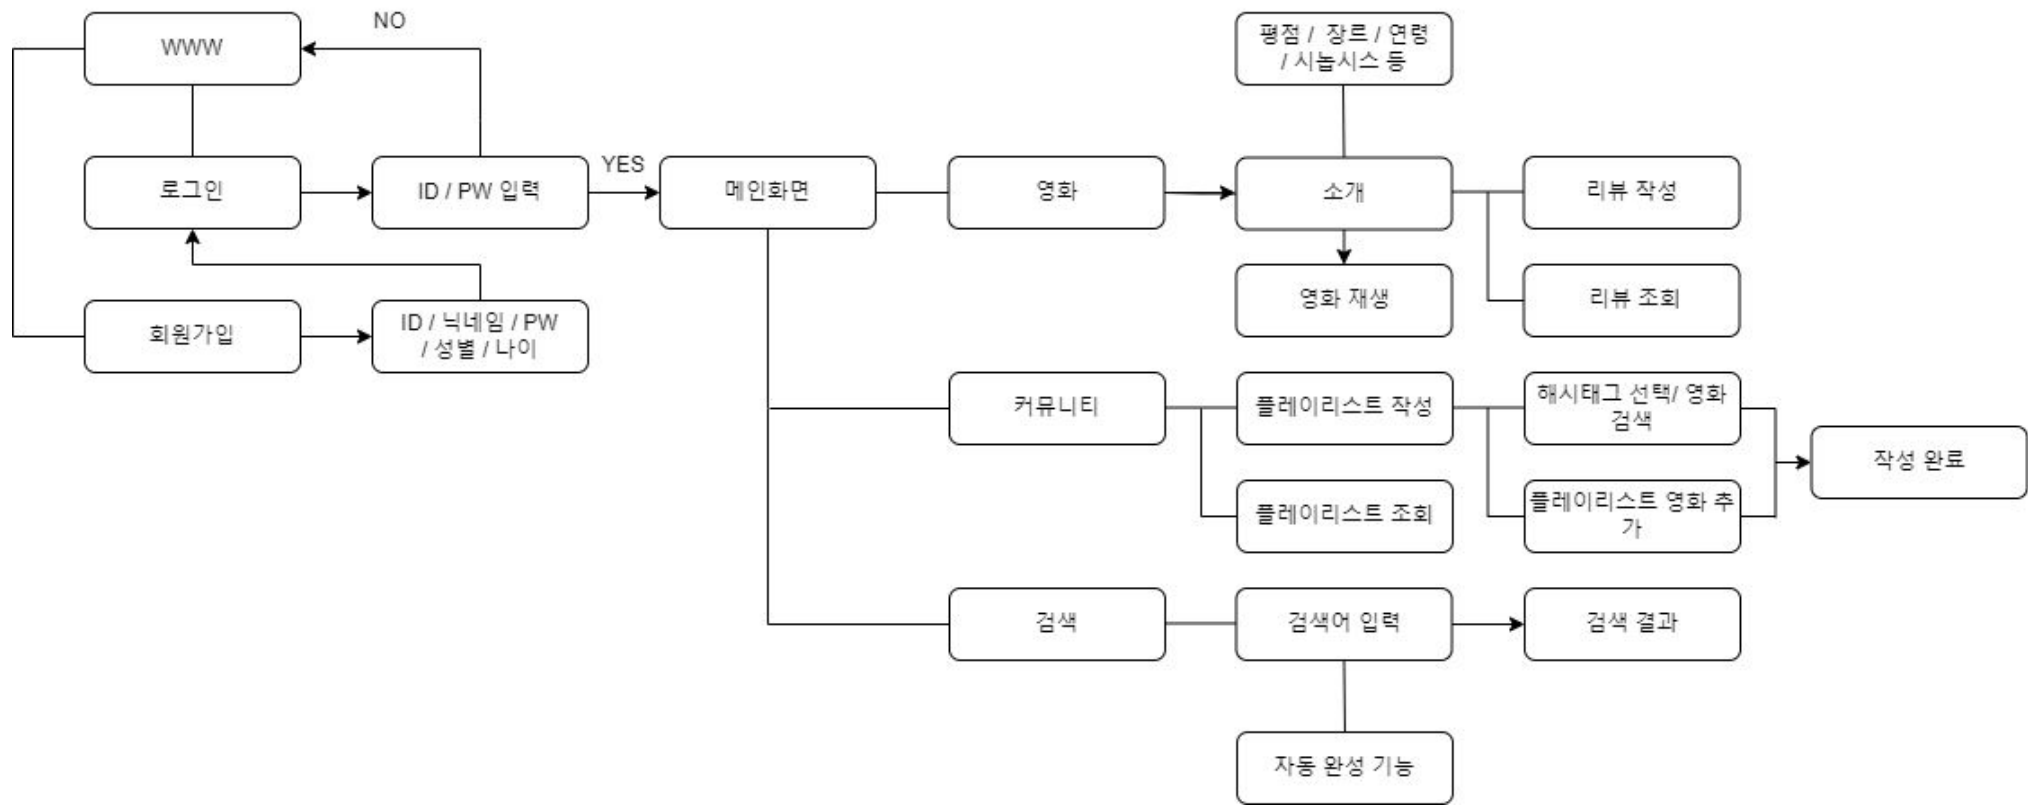 NO
WWW
평점 / 장르 / 연령
/ 시놉시스 등
로그인
ID / PW 입력
YES
메인화면
영화
소개
리뷰 작성
영화 재생
리뷰 조회
회원가입
ID / 닉네임 / PW
/ 성별 / 나이
커뮤니티
플레이리스트 작성
해시태그 선택/ 영화
검색
작성 완료
플레이리스트 조회
플레이리스트 영화 추
가
검색
검색어 입력
검색 결과
자동 완성 기능